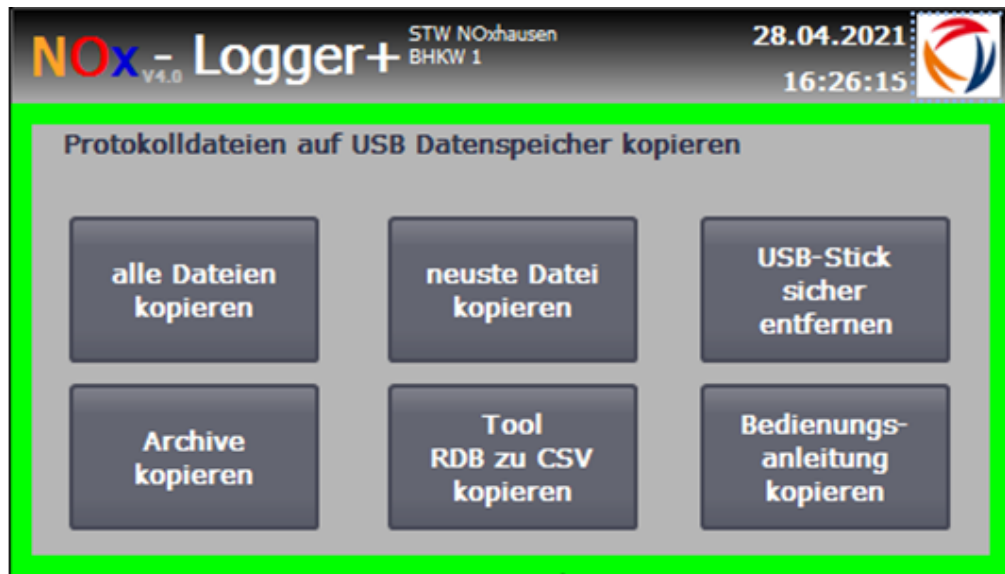 NOx - Logger+
V4.0
STW NOxhausen
BHKW 1
28.04.2021
16:26:15
Protokolldateien auf USB Datenspeicher kopieren
alle Dateien
kopieren
neuste Datei
kopieren
USB-Stick
sicher
entfernen
Archive
kopieren
Tool
RDB zu CSV
kopieren
Bedienungs-
anleitung
kopieren